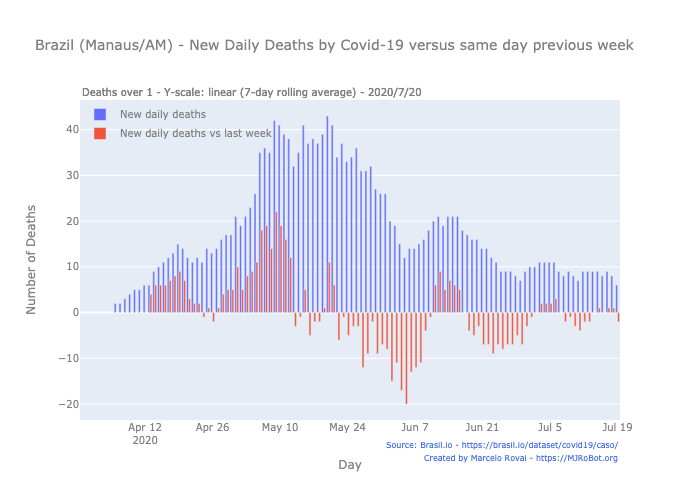 Brazil (Manaus/AM) - New Daily Deaths by Covid-19 versus same day previous week
Deaths over 1 - Y-scale: linear (7-day rolling average) - 2020/7/20
New daily deaths
New daily deaths vs last week
40
30
20
10
0
−10
−20
Number of Deaths
Apr 12 Apr 26 May 10 May 24 Jun 7 Jun 21 Jul 5 Jul 19
2020
Day
Source: Brasil.io - https://brasil.io/dataset/covid19/caso/
Created by Marcelo Rovai - https://MJRoBot.org